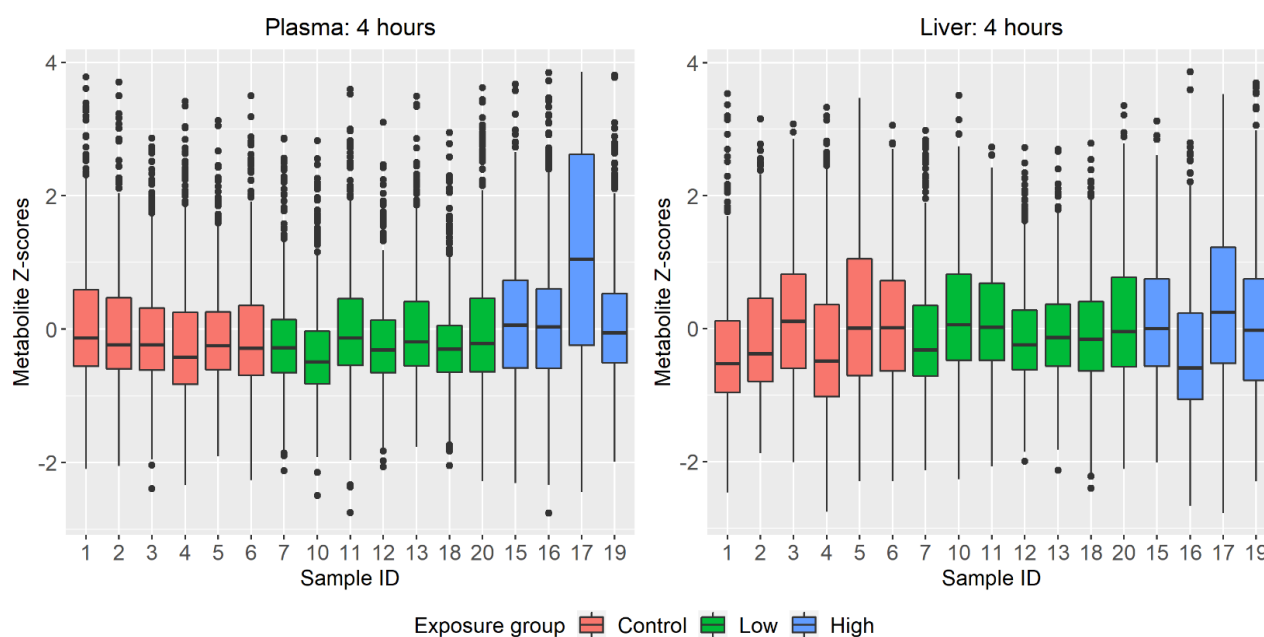 Plasma: 4 hours
Metabolite Z-scores
4
2
0
-2
1 2 3 4 5 6 7 10 11 12 13 18 20 15 16 17 19
Sample ID
Liver: 4 hours
Metabolite Z-scores
4
2
0
-2
1 2 3 4 5 6 7 10 11 12 13 18 20 15 16 17 19
Sample ID
Exposure group Control Low High